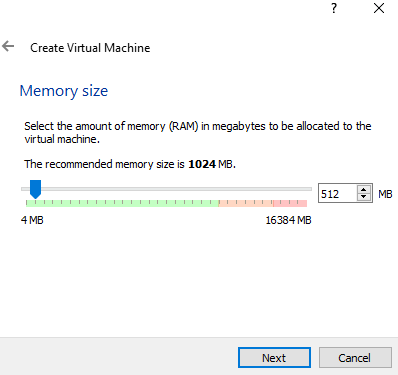 ?
Create Virtual Machine
Memory size
Select the amount of memory (RAM) in megabytes to be allocated to the
virtual machine.
The recommended memory size is 1024 MB.
512 MB
4 MB 16384 MB
Next Cancel